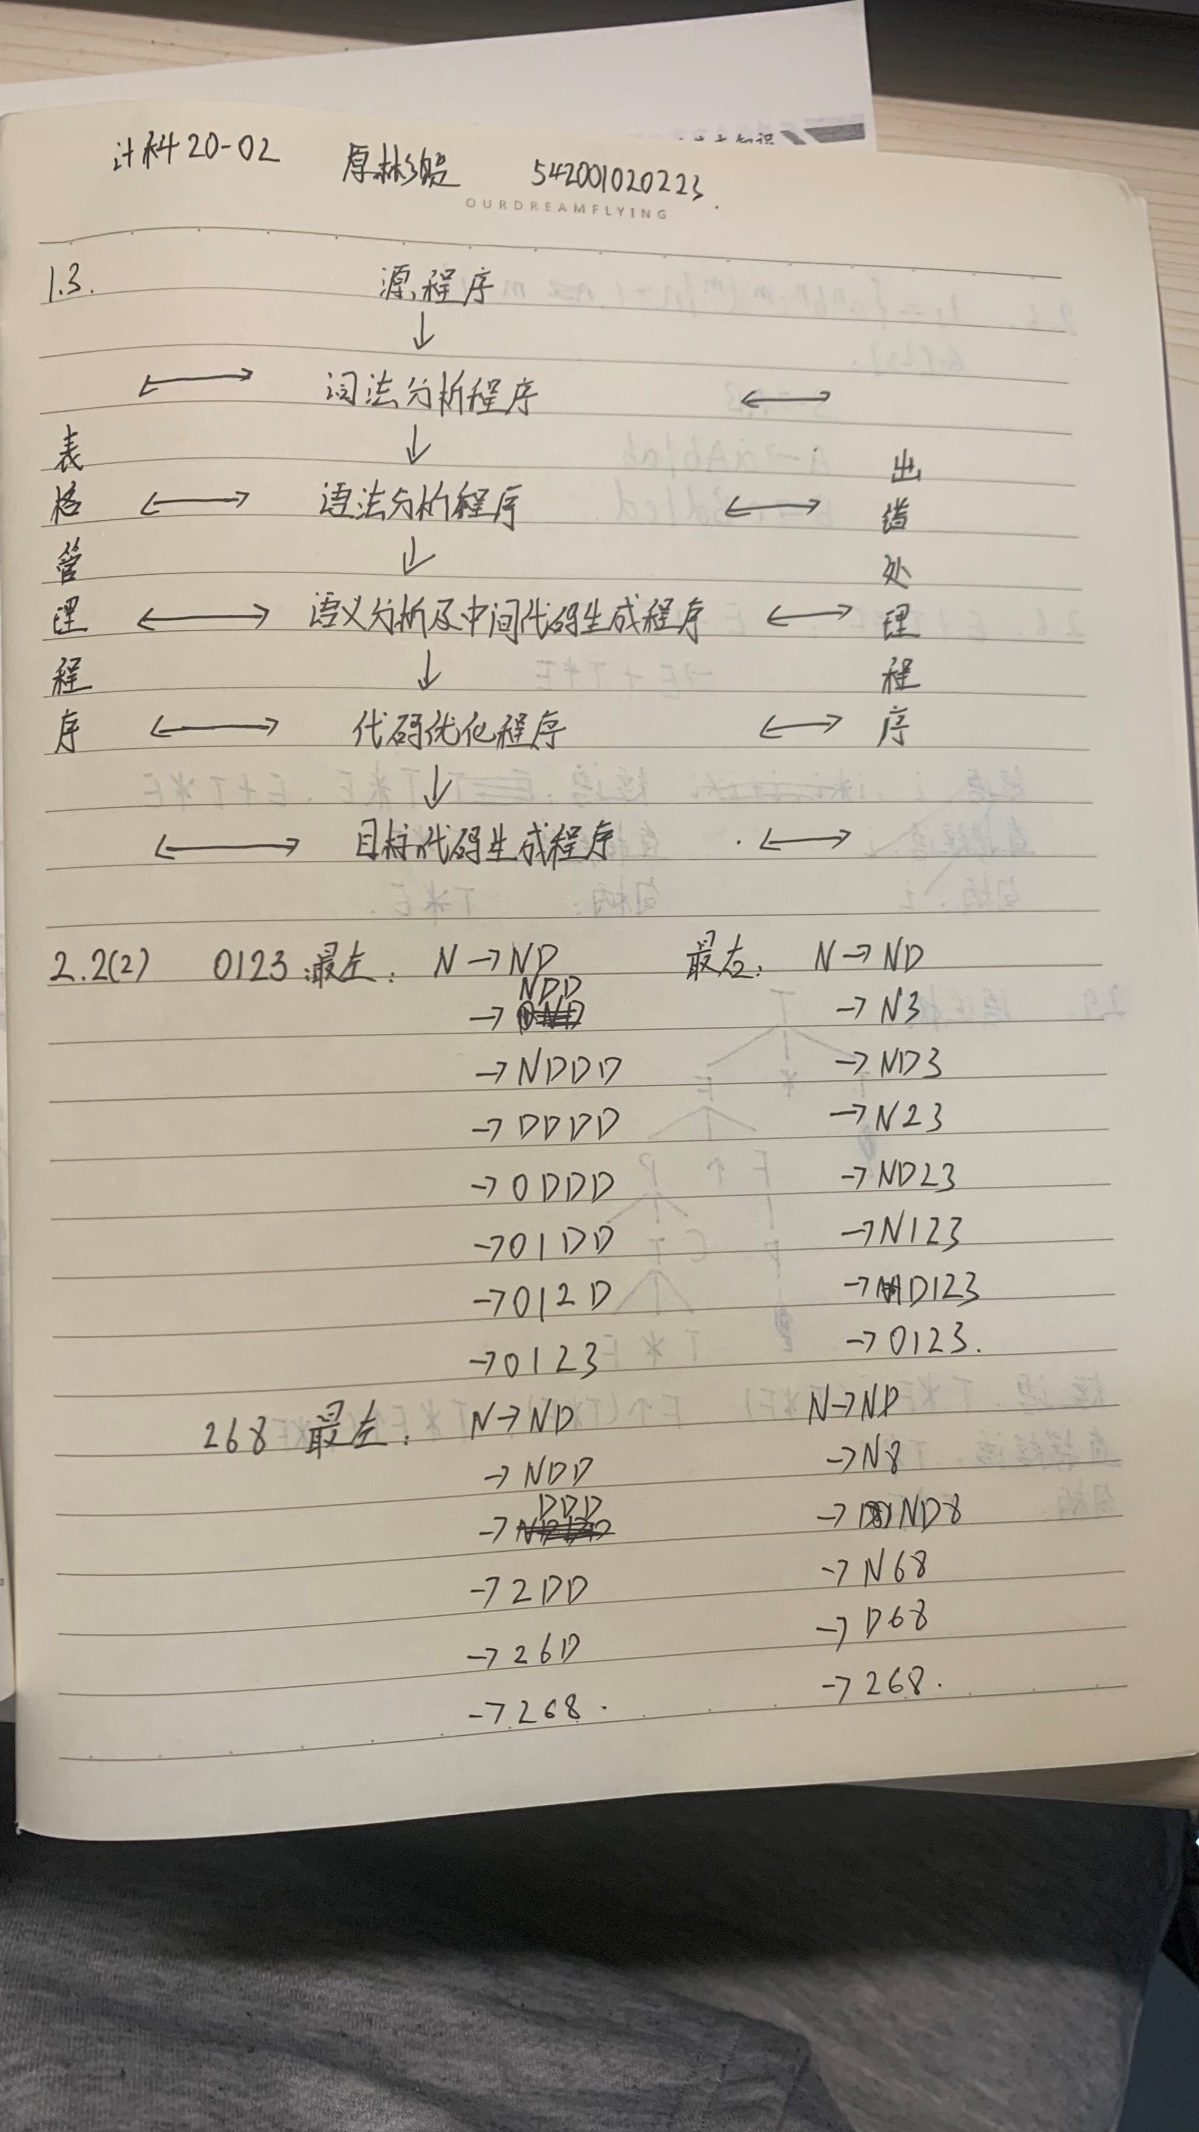 计科20-02 原 542001020223.
OURDREAMFLYING
1.3. 源程序
↓
←→ 词法分析程序 ←→
↓
表格管理程序
出错处理程序
←→ 语法分析程序 ←→
↓
←→ 语义分析及中间代码生成程序 ←→
↓
←→ 代码优化程序 ←→
↓
←→ 目标代码生成程序 ←→
2.2(2) 0123 最左: N→ND 最右: N→ND
→NDD →N3
→NDDD →ND3
→DDDD →N23
→0DDD →ND23
→01DD →N123
→012D →D123
→0123 →0123.
268 最左: N→ND N→ND
→NDD →N8
→DDD →ND8
→2DD →N68
→26D →D68
→268. →268.